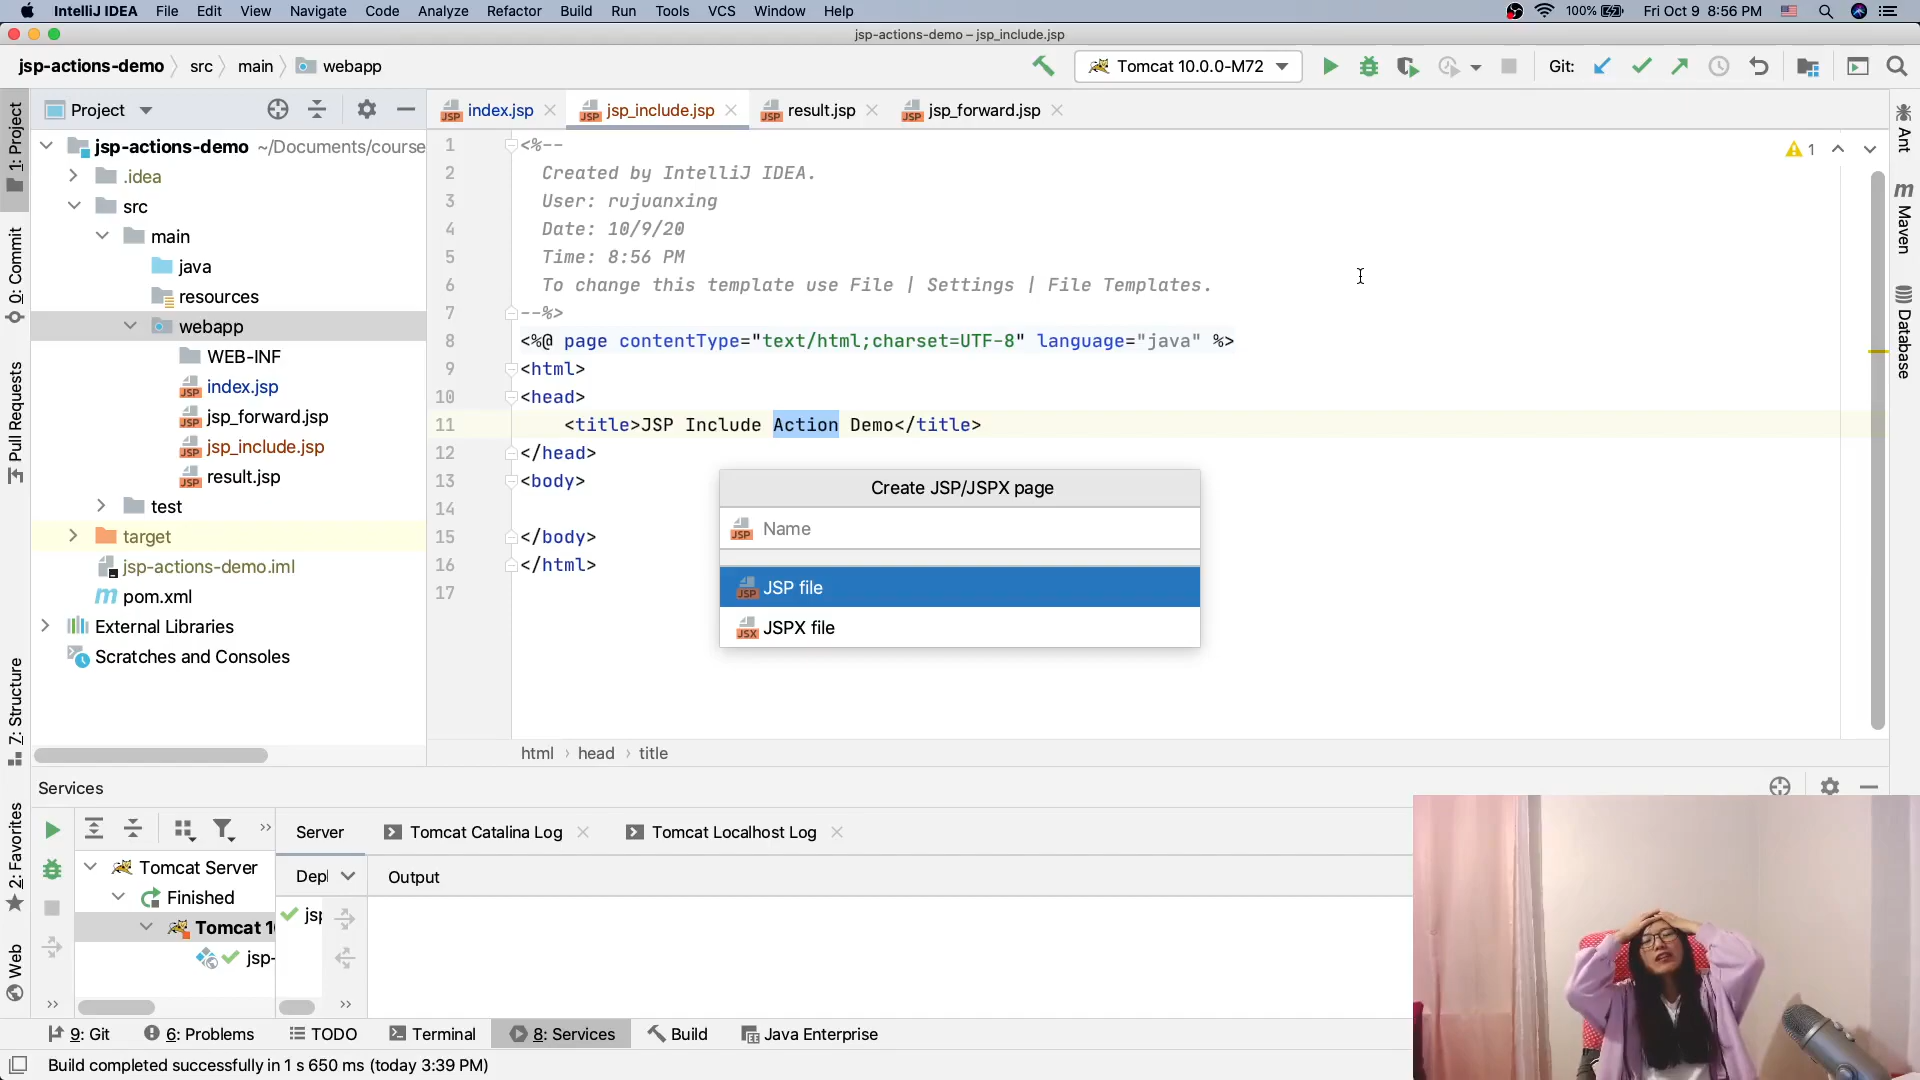 IntelliJ IDEA File Edit View Navigate Code Analyze Refactor Build Run Tools VCS Window Help 100% Fri Oct 9 8:56 PM
jsp-actions-demo – jsp_include.jsp
jsp-actions-demo src main webapp Tomcat 10.0.0-M72 Git:
Project index.jsp jsp_include.jsp result.jsp jsp_forward.jsp
1: Project
0: Commit
Pull Requests
Z: Structure
2: Favorites
Web
jsp-actions-demo ~/Documents/course
.idea
src
main
java
resources
webapp
WEB-INF
index.jsp
jsp_forward.jsp
jsp_include.jsp
result.jsp
test
target
jsp-actions-demo.iml
pom.xml
External Libraries
Scratches and Consoles
1 <%--
2 Created by IntelliJ IDEA.
3 User: rujuanxing
4 Date: 10/9/20
5 Time: 8:56 PM
6 To change this template use File | Settings | File Templates.
7 --%>
8 <%@ page contentType="text/html;charset=UTF-8" language="java" %>
9 <html>
10 <head>
11 <title>JSP Include Action Demo</title>
12 </head>
13 <body>
14
15 </body>
16 </html>
17
1
Create JSP/JSPX page
Name
JSP file
JSPX file
Ant
Maven
Database
html › head › title
Services
Server Tomcat Catalina Log Tomcat Localhost Log
Tomcat Server
Finished
Tomcat 1
jsp-
Depl Output
jsp
9: Git 6: Problems TODO Terminal 8: Services Build Java Enterprise
Build completed successfully in 1 s 650 ms (today 3:39 PM)